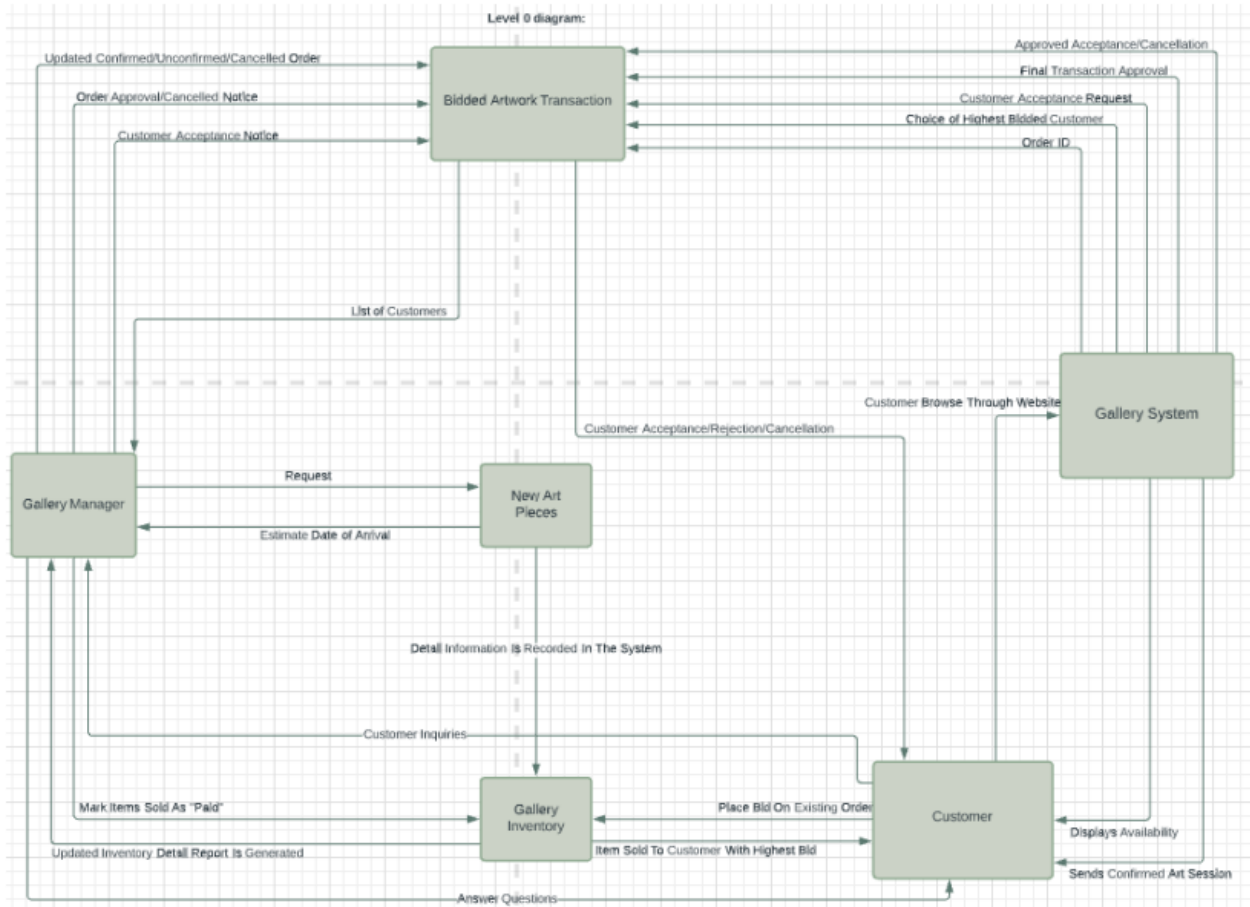 Level 0 diagram:
Updated Confirmed/Unconfirmed/Cancelled Order
Approved Acceptance/Cancellation
Final Transaction Approval
Order Approval/Cancelled Notice
Bidded Artwork Transaction
Customer Acceptance Request
Choice of Highest Bidded Customer
Customer Acceptance Notice
Order ID
List of Customers
Customer Browse Through Website
Gallery System
Customer Acceptance/Rejection/Cancellation
Request
Gallery Manager
New Art
Pieces
Estimate Date of Arrival
Detail Information Is Recorded In The System
Customer Inquiries
Mark Items Sold As "Paid"
Gallery
Inventory
Place Bid On Existing Order
Customer
Displays Availability
Updated Inventory Detail Report Is Generated
Item Sold To Customer With Highest Bid
Sends Confirmed Art Session
Answer Questions